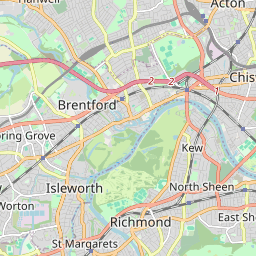 Hanwell
Acton
2
2
1
Chis
Brentford
ring Grove
Kew
Isleworth
North Sheen
Worton
Richmond
East She
St Margarets